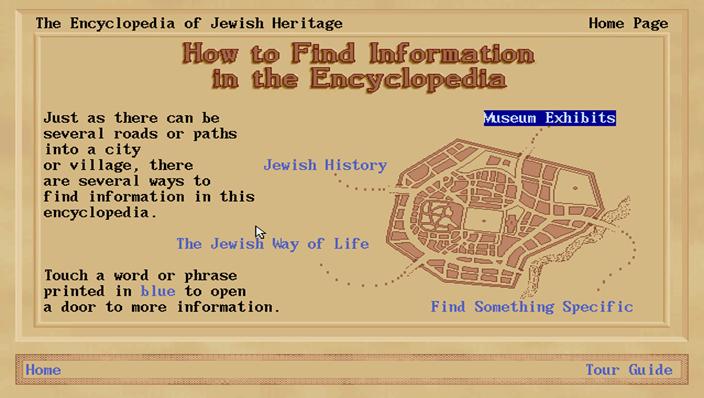 The Encyclopedia of Jewish Heritage
Home Page
How to Find Information
in the Encyclopedia
Just as there can be
several roads or paths
into a city
or village, there
are several ways to
find information in this
encyclopedia.
Museum Exhibits
Jewish History
The Jewish Way of Life
Touch a word or phrase
printed in blue to open
a door to more information.
Find Something Specific
Home
Tour Guide